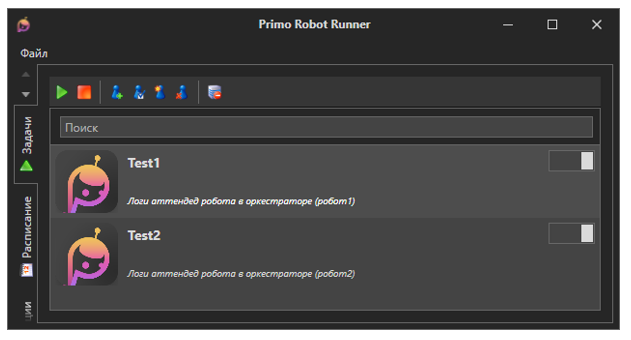 Primo Robot Runner
Файл
Задачи
Расписание
ции
Поиск
Test1
Логи аттендед робота в оркестраторе (робот1)
Test2
Логи аттендед робота в оркестраторе (робот2)